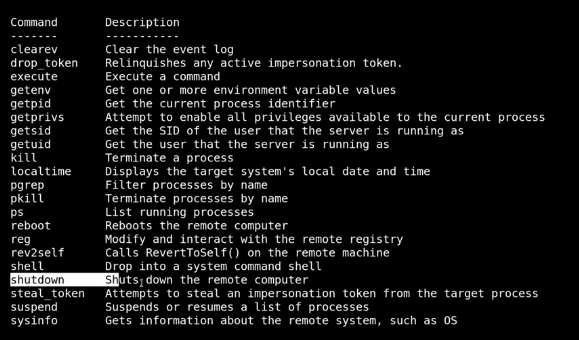 Command Description
------- -----------
clearev Clear the event log
drop_token Relinquishes any active impersonation token.
execute Execute a command
getenv Get one or more environment variable values
getpid Get the current process identifier
getprivs Attempt to enable all privileges available to the current process
getsid Get the SID of the user that the server is running as
getuid Get the user that the server is running as
kill Terminate a process
localtime Displays the target system's local date and time
pgrep Filter processes by name
pkill Terminate processes by name
ps List running processes
reboot Reboots the remote computer
reg Modify and interact with the remote registry
rev2self Calls RevertToSelf() on the remote machine
shell Drop into a system command shell
shutdown Shuts down the remote computer
steal_token Attempts to steal an impersonation token from the target process
suspend Suspends or resumes a list of processes
sysinfo Gets information about the remote system, such as OS